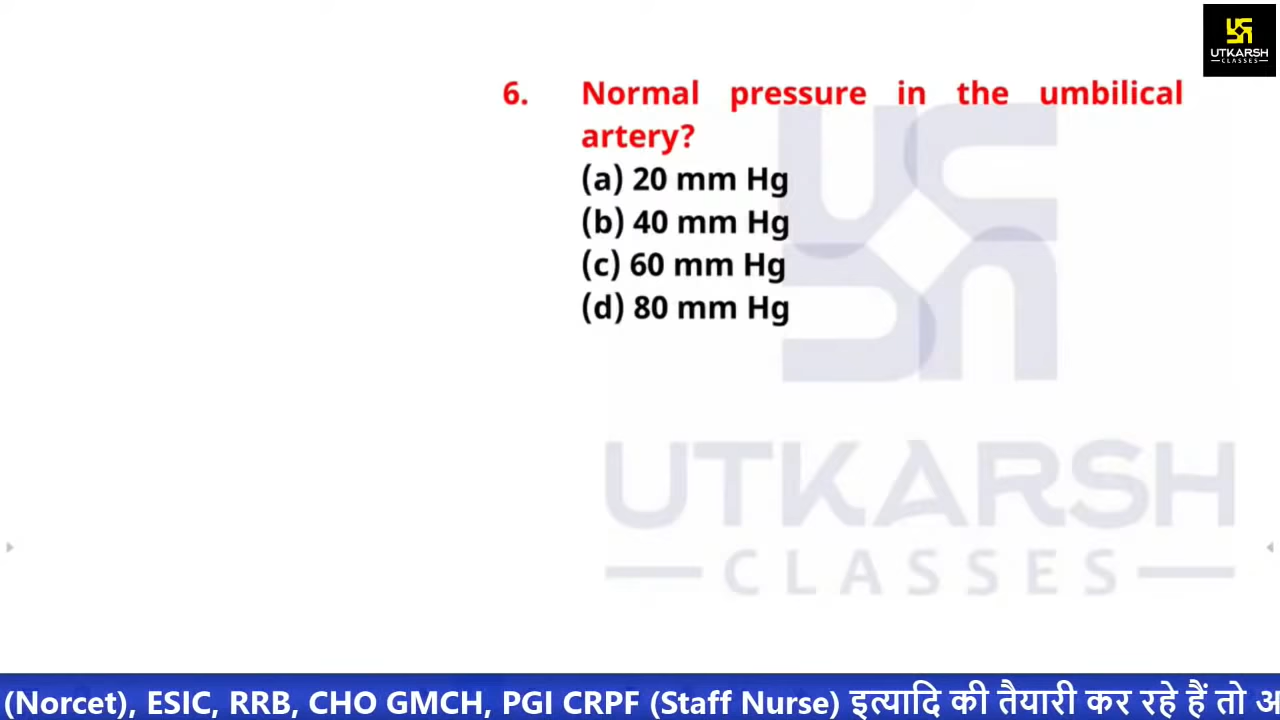 UTKARSH
CLASSES
6. Normal pressure in the umbilical
artery?
(a) 20 mm Hg
(b) 40 mm Hg
(c) 60 mm Hg
(d) 80 mm Hg
UTKARSH
CLASSES
(Norcet), ESIC, RRB, CHO GMCH, PGI CRPF (Staff Nurse) इत्यादि की तैयारी कर रहे हैं तो